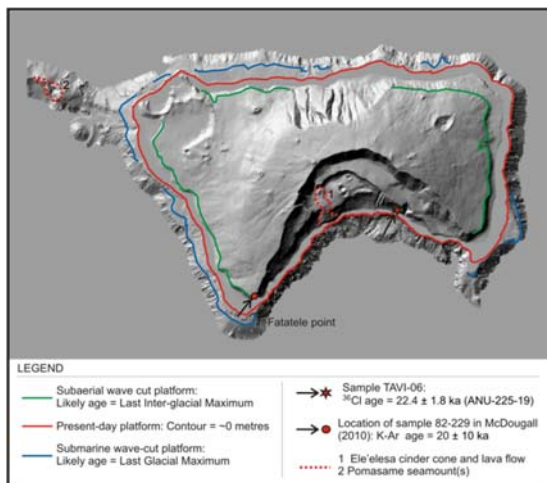 2
1
Fatatele point
LEGEND
Subaerial wave cut platform:
Likely age = Last Inter-glacial Maximum
Present-day platform: Contour = ~0 metres
Submarine wave-cut platform:
Likely age = Last Glacial Maximum
Sample TAVI-06:
³⁶Cl age = 22.4 ± 1.8 ka (ANU-225-19)
Location of sample 82-229 in McDougall
(2010): K-Ar age = 20 ± 10 ka
1 Ele'elesa cinder cone and lava flow
2 Pomasame seamount(s)